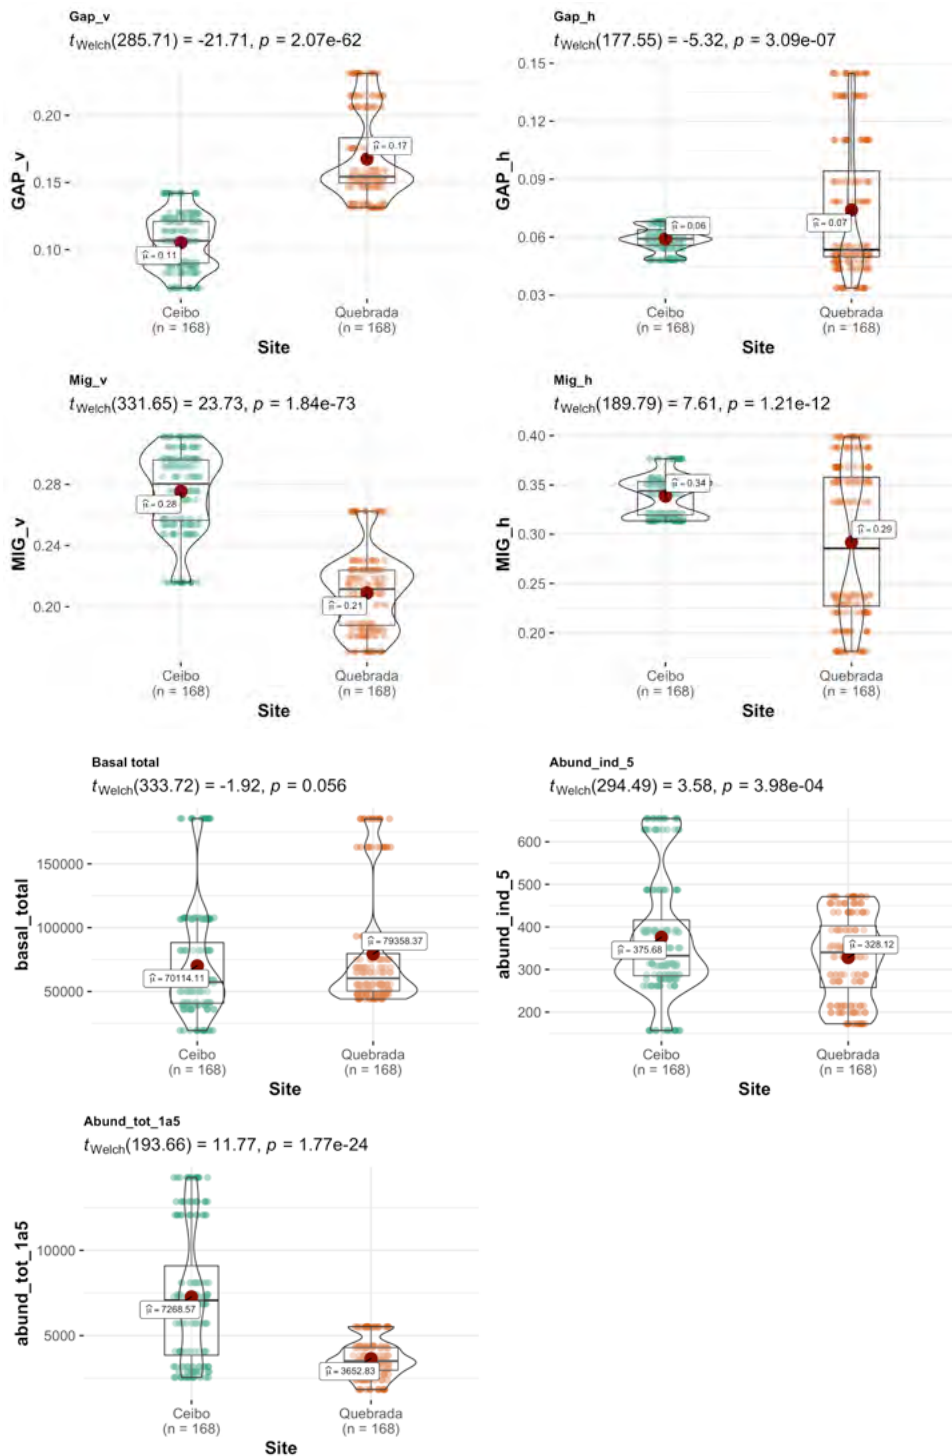 Gap_v
t Welch(285.71) = -21.71, p = 2.07e-62
GAP_v
0.20
0.15
0.10
μ̂ = 0.11
μ̂ = 0.17
Ceibo
(n = 168)
Quebrada
(n = 168)
Site
Gap_h
t Welch(177.55) = -5.32, p = 3.09e-07
GAP_h
0.15
0.12
0.09
0.06
0.03
μ̂ = 0.06
μ̂ = 0.07
Ceibo
(n = 168)
Quebrada
(n = 168)
Site
Mig_v
t Welch(331.65) = 23.73, p = 1.84e-73
MIG_v
0.28
0.24
0.20
μ̂ = 0.28
μ̂ = 0.21
Ceibo
(n = 168)
Quebrada
(n = 168)
Site
Mig_h
t Welch(189.79) = 7.61, p = 1.21e-12
MIG_h
0.40
0.35
0.30
0.25
0.20
μ̂ = 0.34
μ̂ = 0.29
Ceibo
(n = 168)
Quebrada
(n = 168)
Site
Basal total
t Welch(333.72) = -1.92, p = 0.056
basal_total
150000
100000
50000
μ̂ = 70114.11
μ̂ = 79358.37
Ceibo
(n = 168)
Quebrada
(n = 168)
Site
Abund_ind_5
t Welch(294.49) = 3.58, p = 3.98e-04
abund_ind_5
600
500
400
300
200
μ̂ = 375.68
μ̂ = 328.12
Ceibo
(n = 168)
Quebrada
(n = 168)
Site
Abund_tot_1a5
t Welch(193.66) = 11.77, p = 1.77e-24
abund_tot_1a5
10000
5000
μ̂ = 7268.57
μ̂ = 3652.83
Ceibo
(n = 168)
Quebrada
(n = 168)
Site